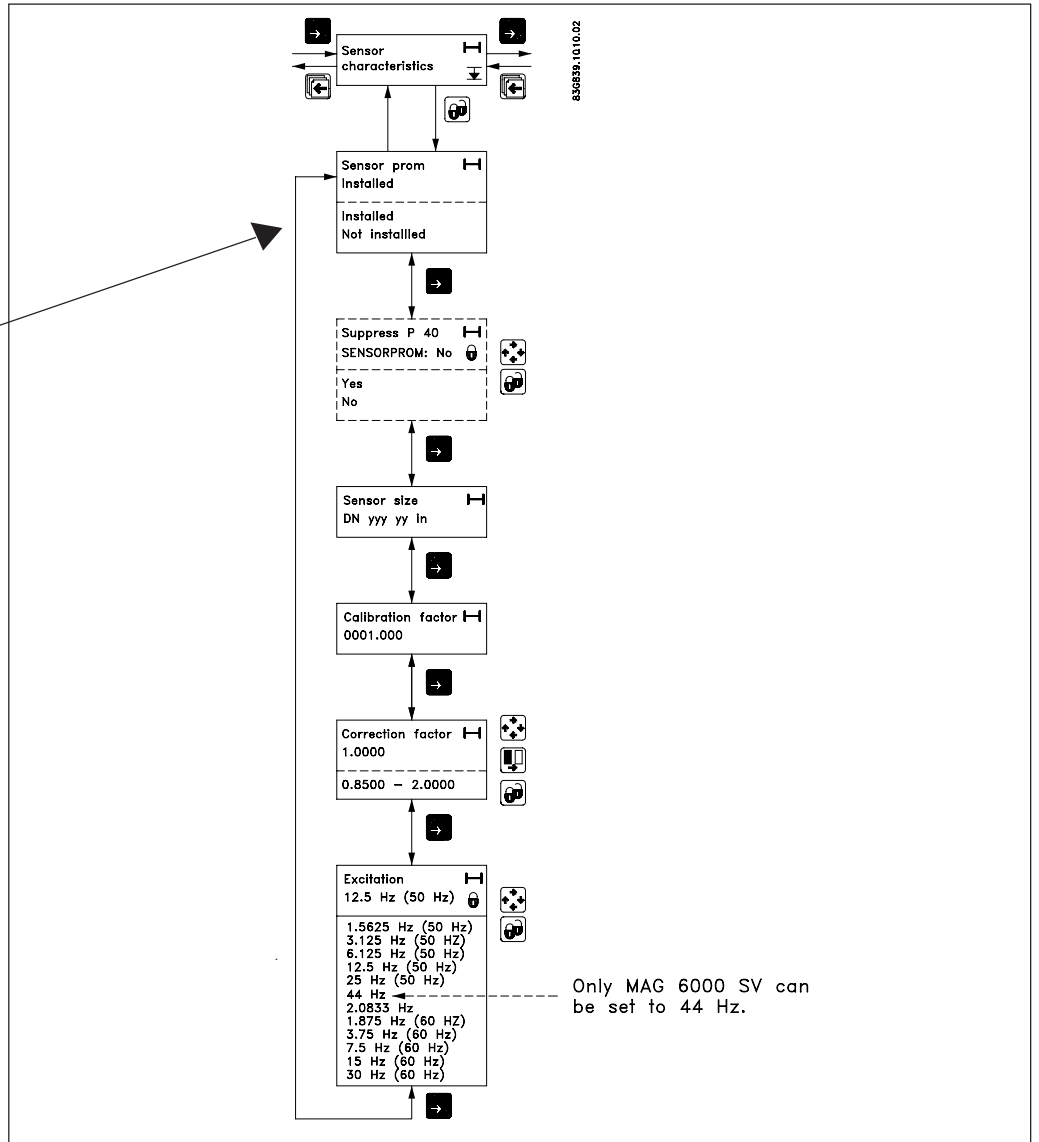 Sensor
characteristics
83G839.10.10.02
Sensor prom
Installed
Installed
Not installled
Suppress P 40
SENSORPROM: No
Yes
No
Sensor size
DN yyy yy in
Calibration factor
0001.000
Correction factor
1.0000
0.8500 – 2.0000
Excitation
12.5 Hz (50 Hz)
1.5625 Hz (50 Hz)
3.125 Hz (50 HZ)
6.125 Hz (50 Hz)
12.5 Hz (50 Hz)
25 Hz (50 Hz)
44 Hz
2.0833 Hz
1.875 Hz (60 HZ)
3.75 Hz (60 Hz)
7.5 Hz (60 Hz)
15 Hz (60 Hz)
30 Hz (60 Hz)
Only MAG 6000 SV can
be set to 44 Hz.